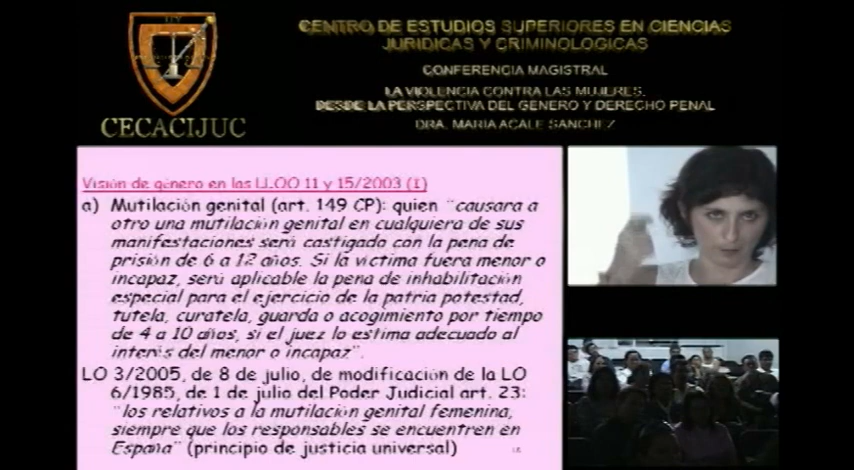 CENTRO DE ESTUDIOS SUPERIORES EN CIENCIAS
JURIDICAS Y CRIMINOLOGICAS
CONFERENCIA MAGISTRAL
LA VIOLENCIA CONTRA LAS MUJERES.
DESDE LA PERSPECTIVA DEL GENERO Y DERECHO PENAL
DRA. MARIA ACALE SANCHEZ
CECACIJUC
Visión de género en las LLOO 11 y 15/2003 (I)
a) Mutilación genital (art. 149 CP): quien "causara a
otro una mutilación genital en cualquiera de sus
manifestaciones será castigado con la pena de
prisión de 6 a 12 años. Si la víctima fuera menor o
incapaz, será aplicable la pena de inhabilitación
especial para el ejercicio de la patria potestad,
tutela, curatela, guarda o acogimiento por tiempo
de 4 a 10 años, si el juez lo estima adecuado al
interés del menor o incapaz".
LO 3/2005, de 8 de julio, de modificación de la LO
6/1985, de 1 de julio del Poder Judicial art. 23:
"los relativos a la mutilación genital femenina,
siempre que los responsables se encuentren en
España" (principio de justicia universal)